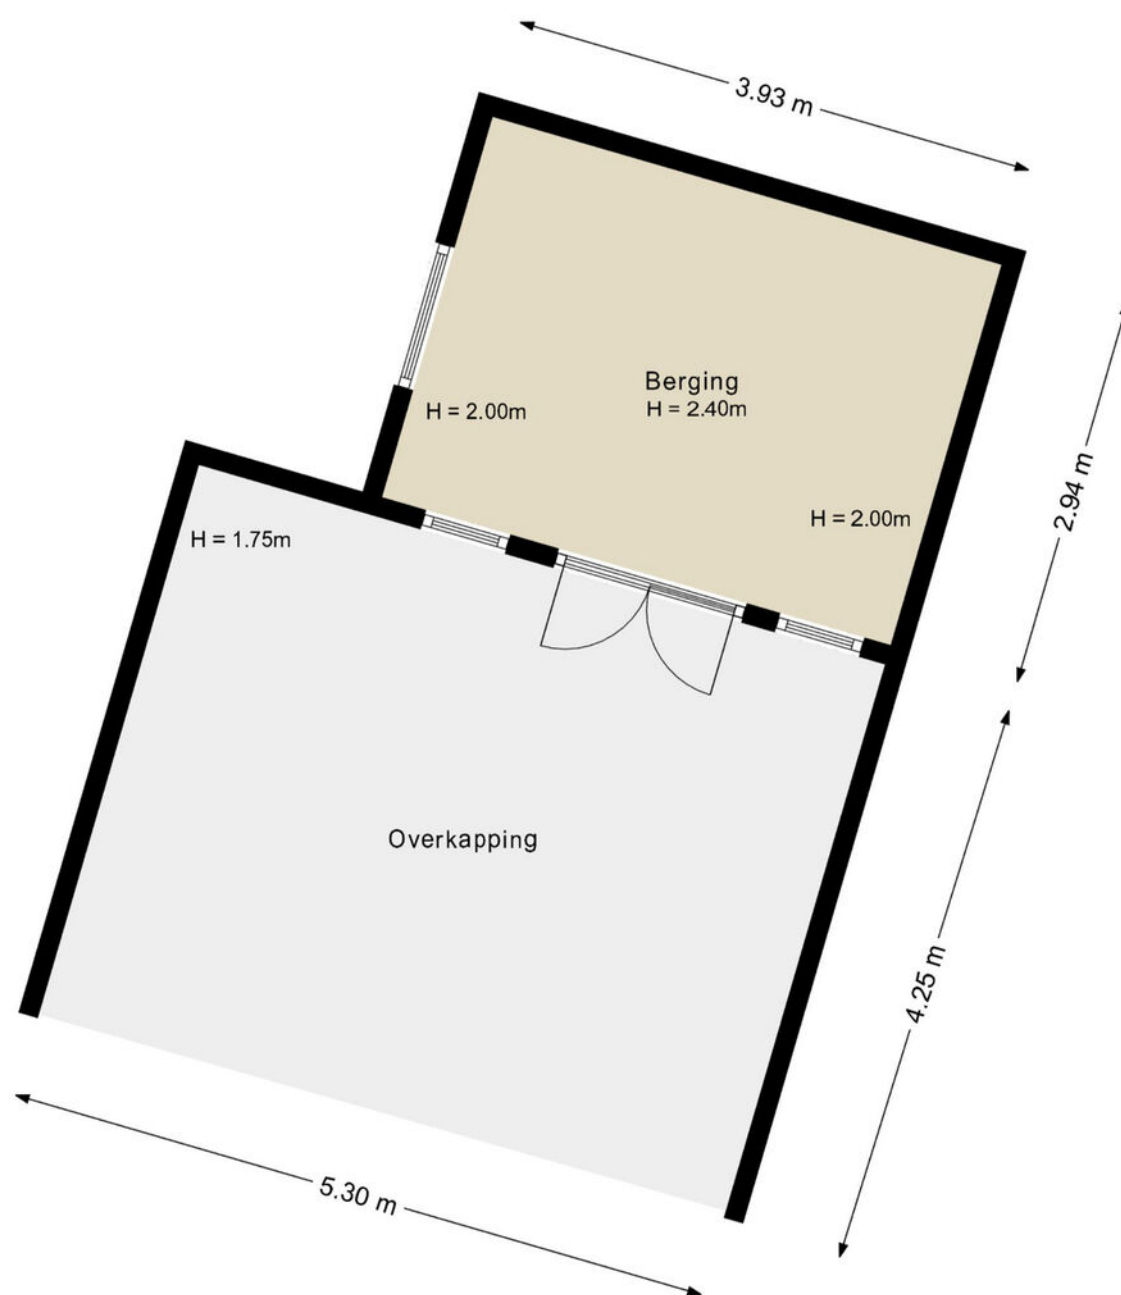 3.93 m
Berging
H = 2.40m
H = 2.00m
2.94 m
H = 2.00m
H = 1.75m
Overkapping
4.25 m
5.30 m